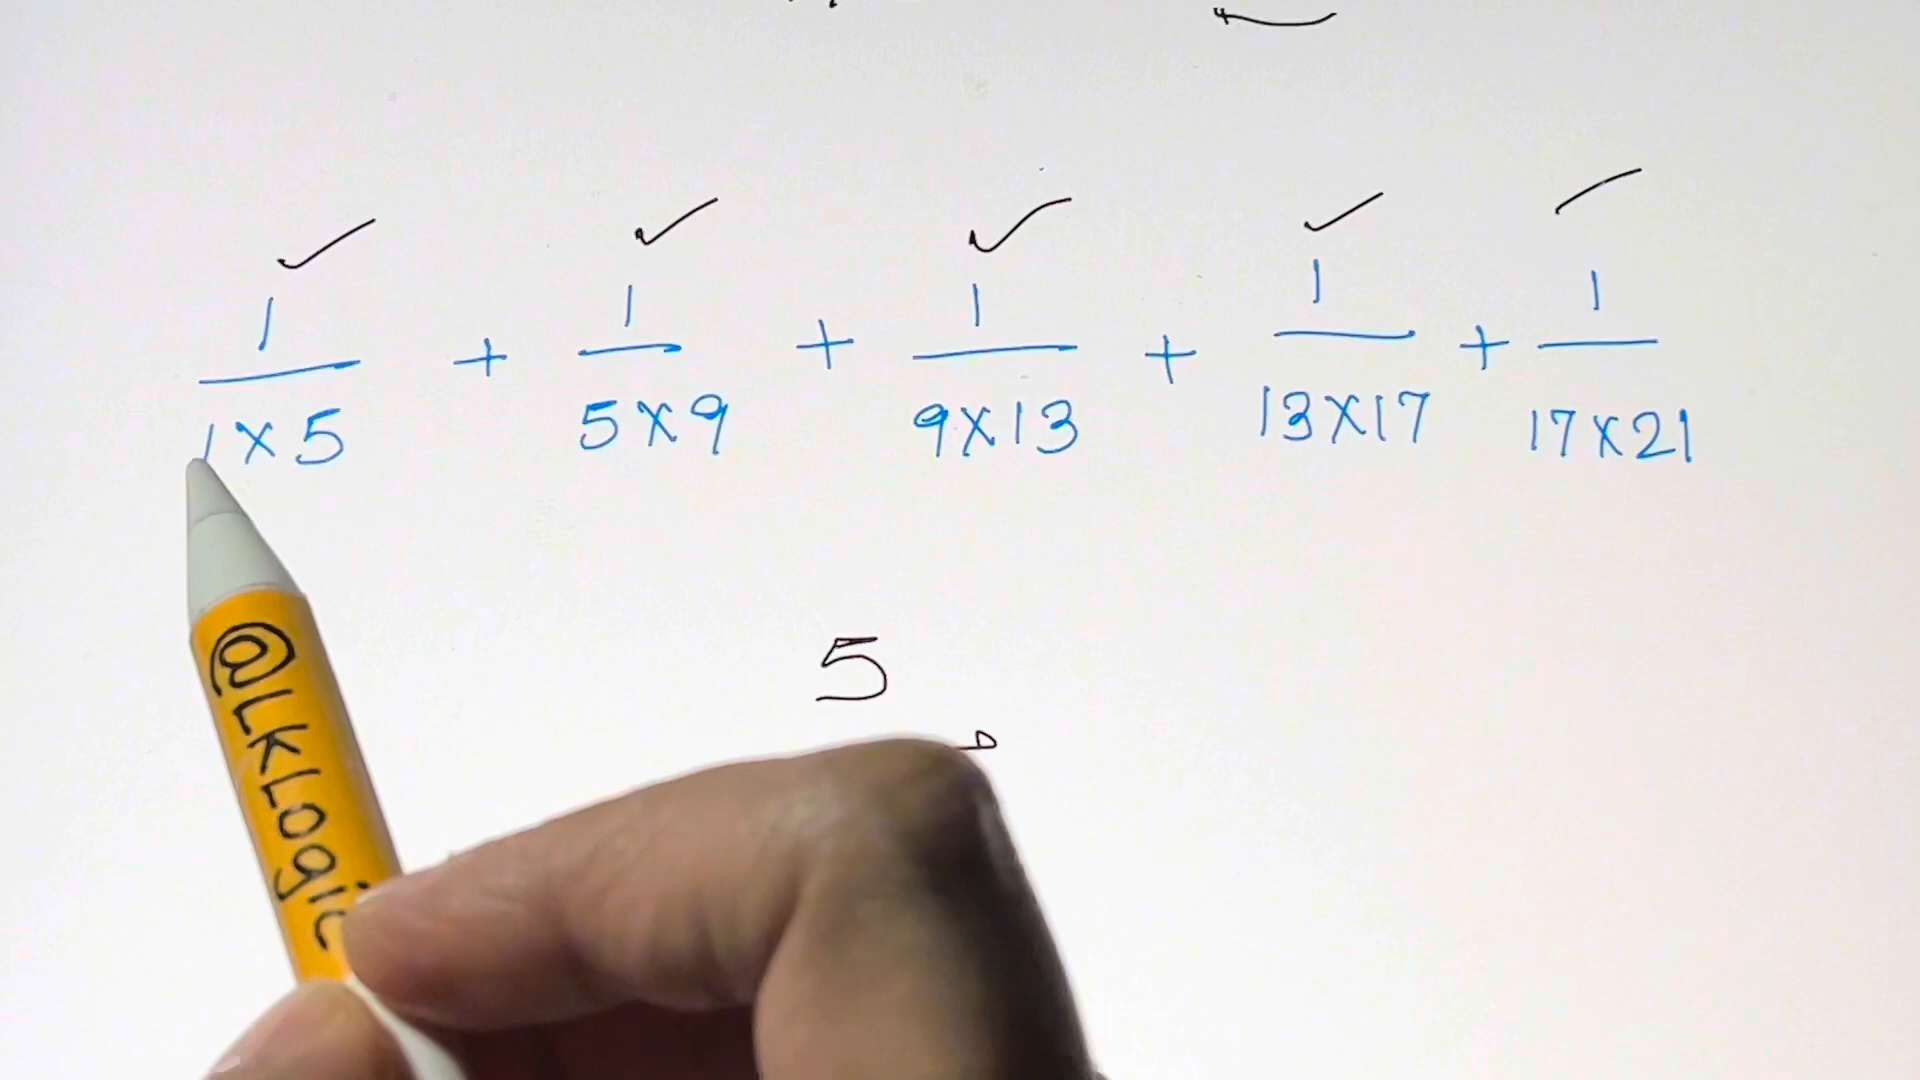 1/(1×5) + 1/(5×9) + 1/(9×13) + 1/(13×17) + 1/(17×21)
5
@LKLogic